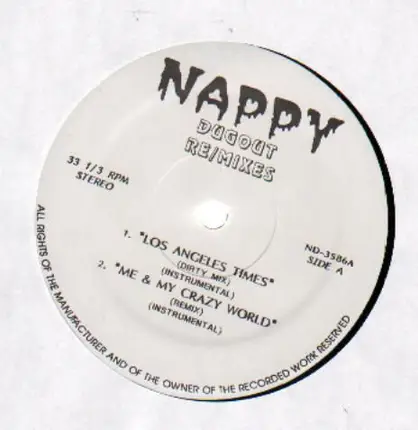 NAPPY
DUGOUT
RE/MIXES
33 1/3 RPM
STEREO
ND-3586A
SIDE A
1. "LOS ANGELES TIMES"
(DIRTY MIX)
(INSTRUMENTAL)
2. "ME & MY CRAZY WORLD"
(REMIX)
(INSTRUMENTAL)
ALL RIGHTS OF THE MANUFACTURER AND OF THE OWNER OF THE RECORDED WORK RESERVED